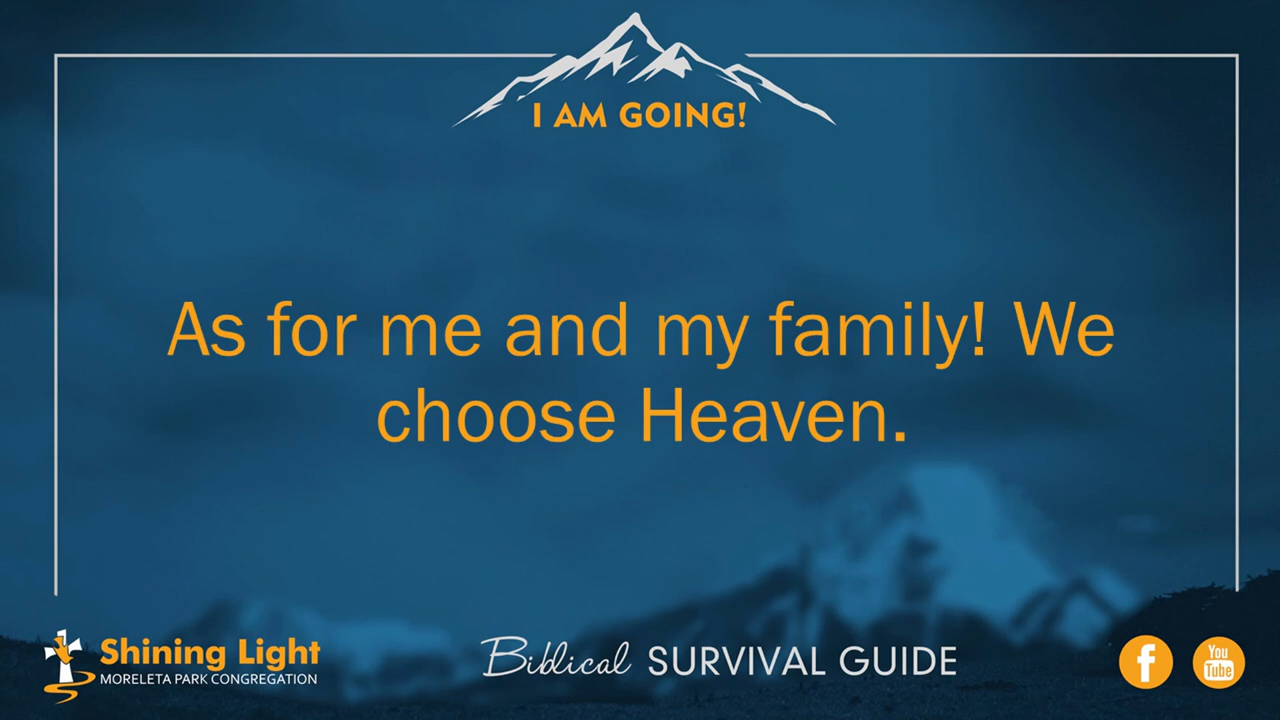 I AM GOING!
As for me and my family! We
choose Heaven.
Shining Light
MORELETA PARK CONGREGATION
Biblical SURVIVAL GUIDE
f
You
Tube